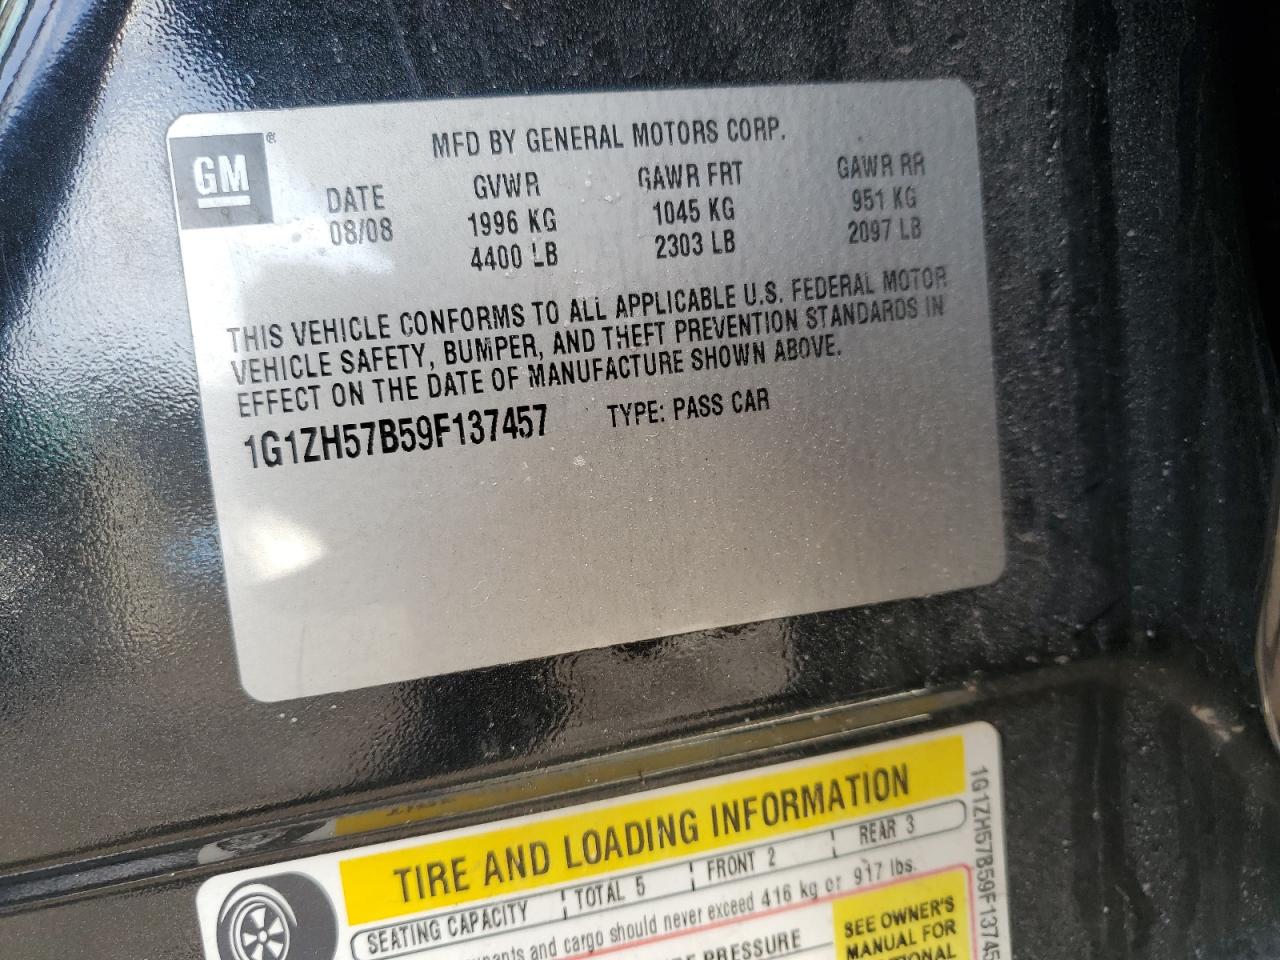 GM ®
MFD BY GENERAL MOTORS CORP.
DATE GVWR GAWR FRT GAWR RR
08/08 1996 KG 1045 KG 951 KG
4400 LB 2303 LB 2097 LB
THIS VEHICLE CONFORMS TO ALL APPLICABLE U.S. FEDERAL MOTOR
VEHICLE SAFETY, BUMPER, AND THEFT PREVENTION STANDARDS IN
EFFECT ON THE DATE OF MANUFACTURE SHOWN ABOVE.
1G1ZH57B59F137457 TYPE: PASS CAR
TIRE AND LOADING INFORMATION
SEATING CAPACITY TOTAL 5 FRONT 2 REAR 3
and cargo should never exceed 416 kg or 917 lbs.
PRESSURE
SEE OWNER'S
MANUAL FOR
1G1ZH57B59F13745